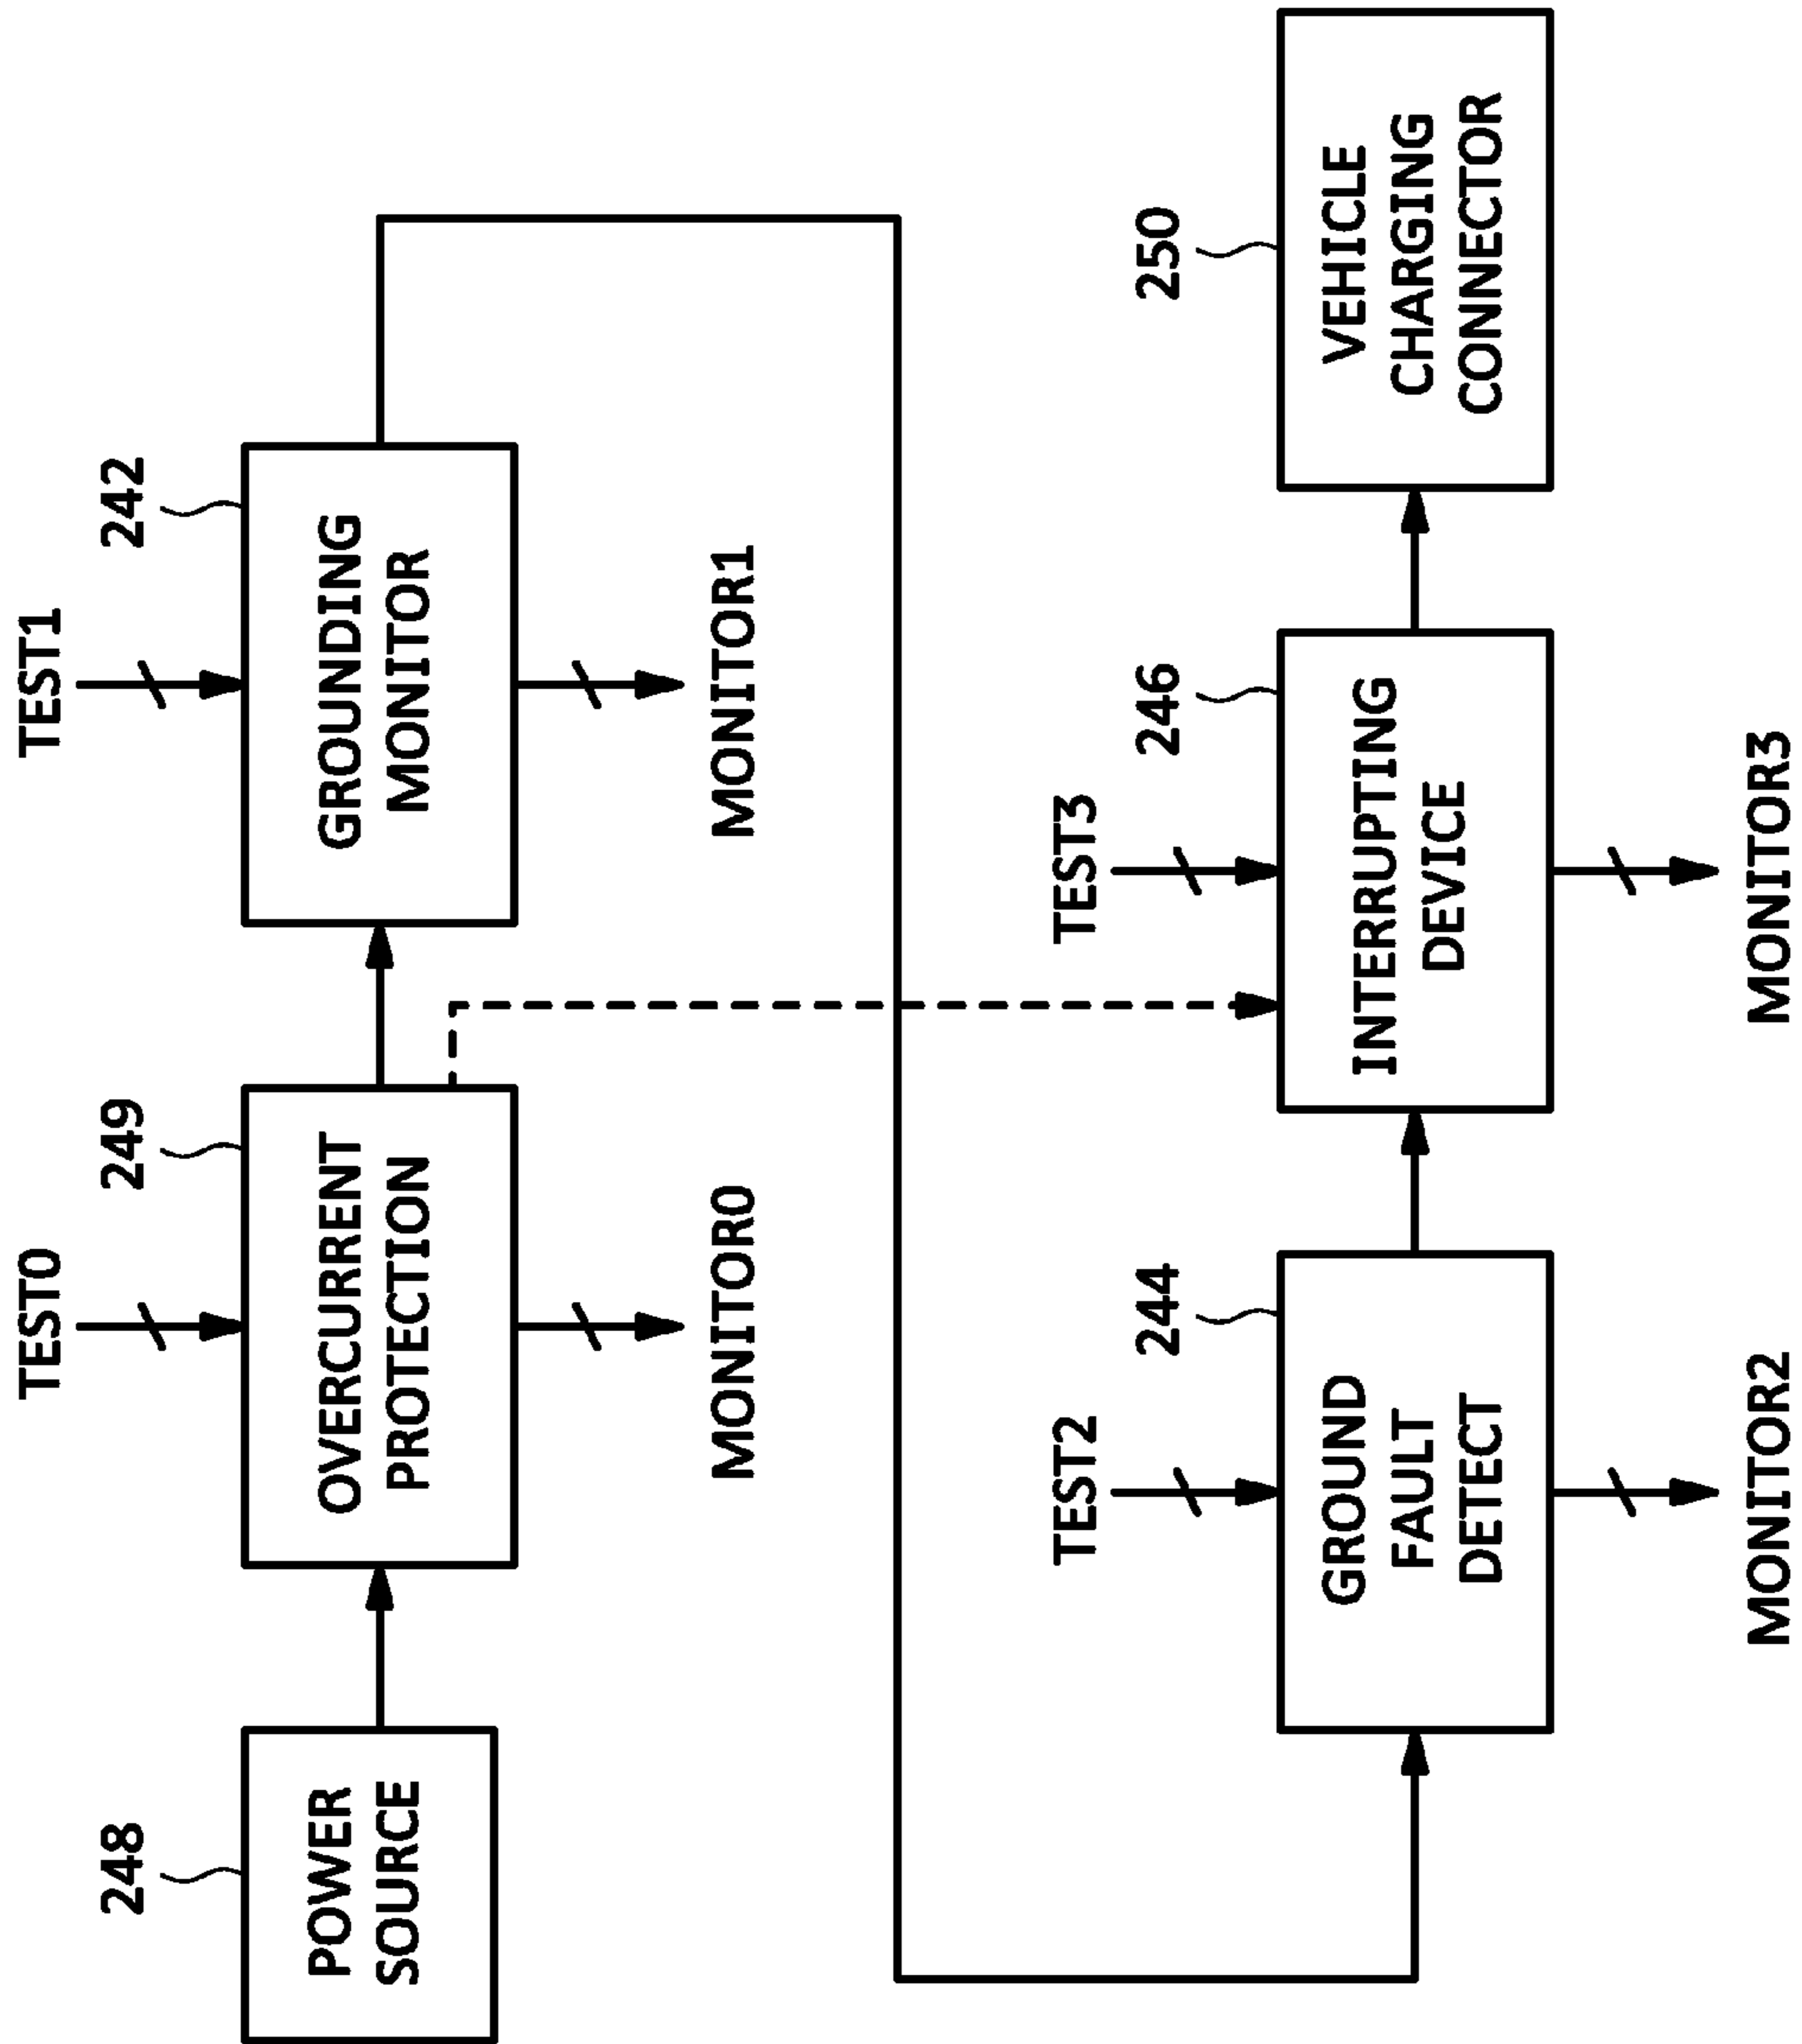 TEST0
TEST1
248
249
242
POWER
SOURCE
OVERCURRENT
PROTECTION
GROUNDING
MONITOR
MONITOR0
MONITOR1
TEST2
TEST3
244
246
250
GROUND
FAULT
DETECT
INTERRUPTING
DEVICE
VEHICLE
CHARGING
CONNECTOR
MONITOR2
MONITOR3